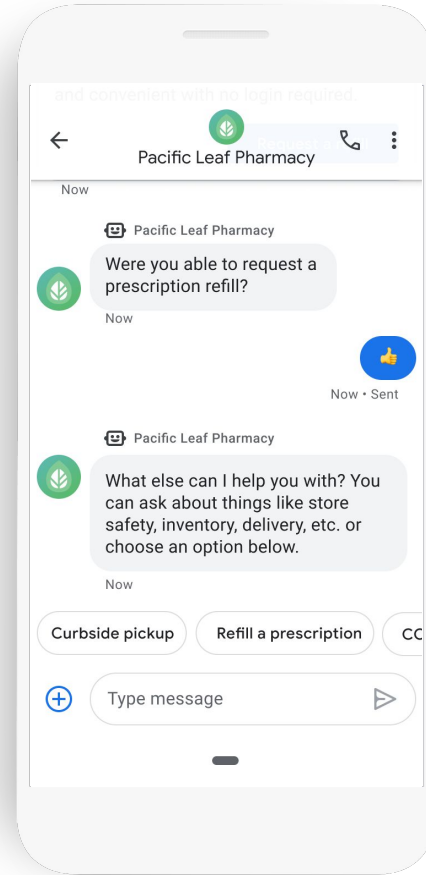 and convenient with no login required.
Pacific Leaf Pharmacy
Now
Pacific Leaf Pharmacy
Were you able to request a
prescription refill?
Now
Now • Sent
Pacific Leaf Pharmacy
What else can I help you with? You
can ask about things like store
safety, inventory, delivery, etc. or
choose an option below.
Now
Curbside pickup
Refill a prescription
Type message